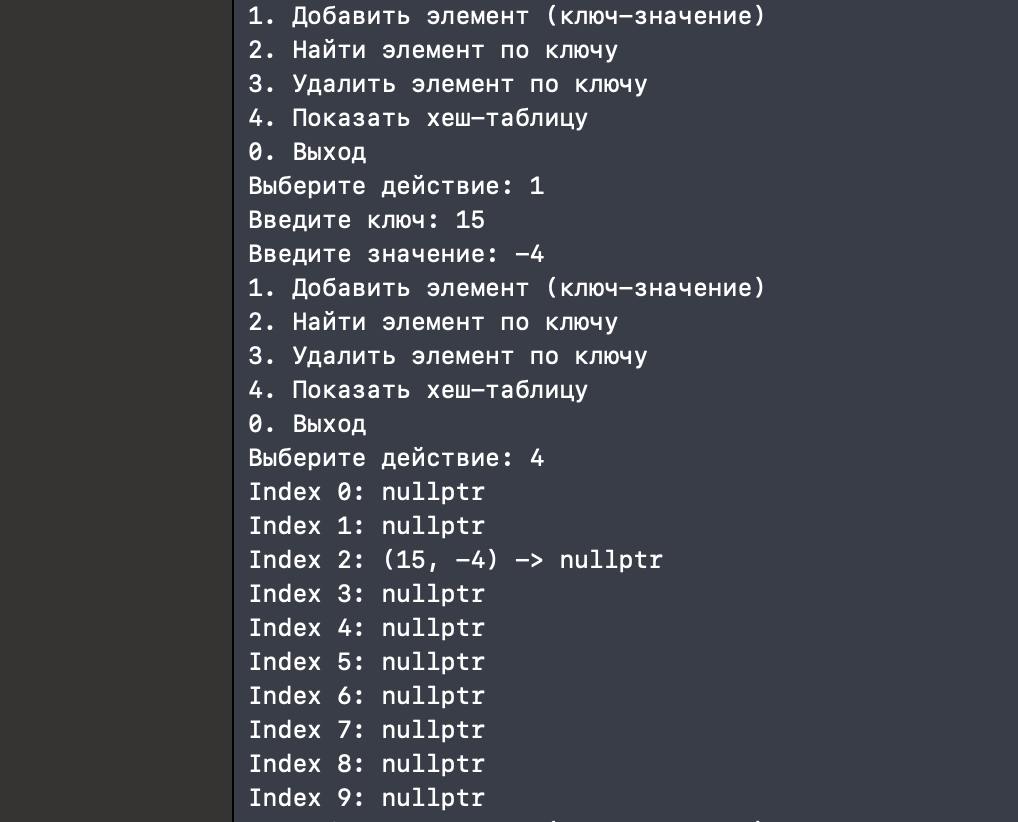 1. Добавить элемент (ключ-значение)
2. Найти элемент по ключу
3. Удалить элемент по ключу
4. Показать хеш-таблицу
0. Выход
Выберите действие: 1
Введите ключ: 15
Введите значение: -4
1. Добавить элемент (ключ-значение)
2. Найти элемент по ключу
3. Удалить элемент по ключу
4. Показать хеш-таблицу
0. Выход
Выберите действие: 4
Index 0: nullptr
Index 1: nullptr
Index 2: (15, -4) -> nullptr
Index 3: nullptr
Index 4: nullptr
Index 5: nullptr
Index 6: nullptr
Index 7: nullptr
Index 8: nullptr
Index 9: nullptr